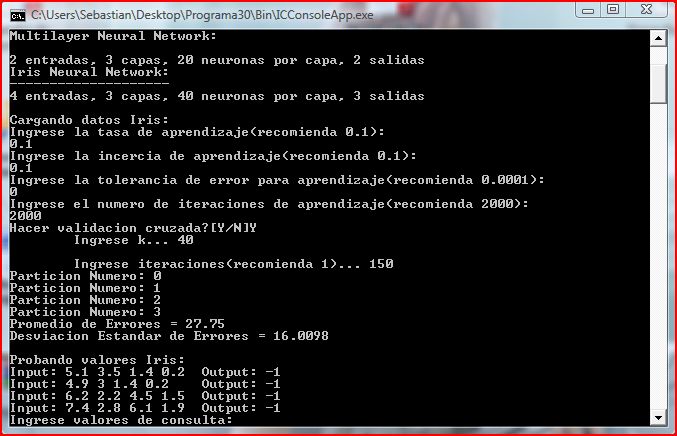 C:\Users\Sebastian\Desktop\Programa30\Bin\ICConsoleApp.exe
Multilayer Neural Network:
2 entradas, 3 capas, 20 neuronas por capa, 2 salidas
Iris Neural Network:
--------------------
4 entradas, 3 capas, 40 neuronas por capa, 3 salidas
Cargando datos Iris:
Ingrese la tasa de aprendizaje(recomienda 0.1):
0.1
Ingrese la incercia de aprendizaje(recomienda 0.1):
0.1
Ingrese la tolerancia de error para aprendizaje(recomienda 0.0001):
0
Ingrese el numero de iteraciones de aprendizaje(recomienda 2000):
2000
Hacer validacion cruzada?[Y/N]Y
Ingrese k... 40
Ingrese iteraciones(recomienda 1)... 150
Particion Numero: 0
Particion Numero: 1
Particion Numero: 2
Particion Numero: 3
Promedio de Errores = 27.75
Desviacion Estandar de Errores = 16.0098
Probando valores Iris:
Input: 5.1 3.5 1.4 0.2  Output: -1
Input: 4.9 3 1.4 0.2    Output: -1
Input: 6.2 2.2 4.5 1.5  Output: -1
Input: 7.4 2.8 6.1 1.9  Output: -1
Ingrese valores de consulta: